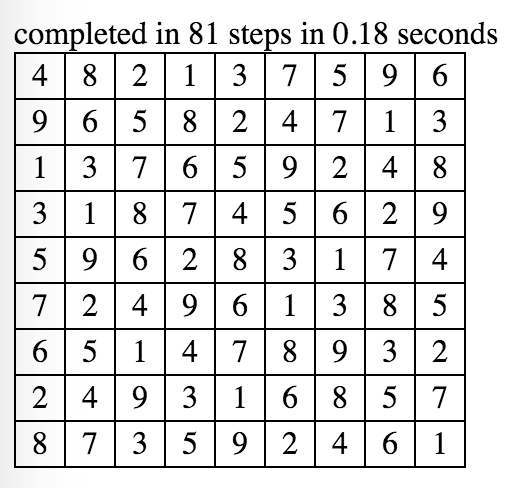 completed in 81 steps in 0.18 seconds
4 8 2 1 3 7 5 9 6
9 6 5 8 2 4 7 1 3
1 3 7 6 5 9 2 4 8
3 1 8 7 4 5 6 2 9
5 9 6 2 8 3 1 7 4
7 2 4 9 6 1 3 8 5
6 5 1 4 7 8 9 3 2
2 4 9 3 1 6 8 5 7
8 7 3 5 9 2 4 6 1